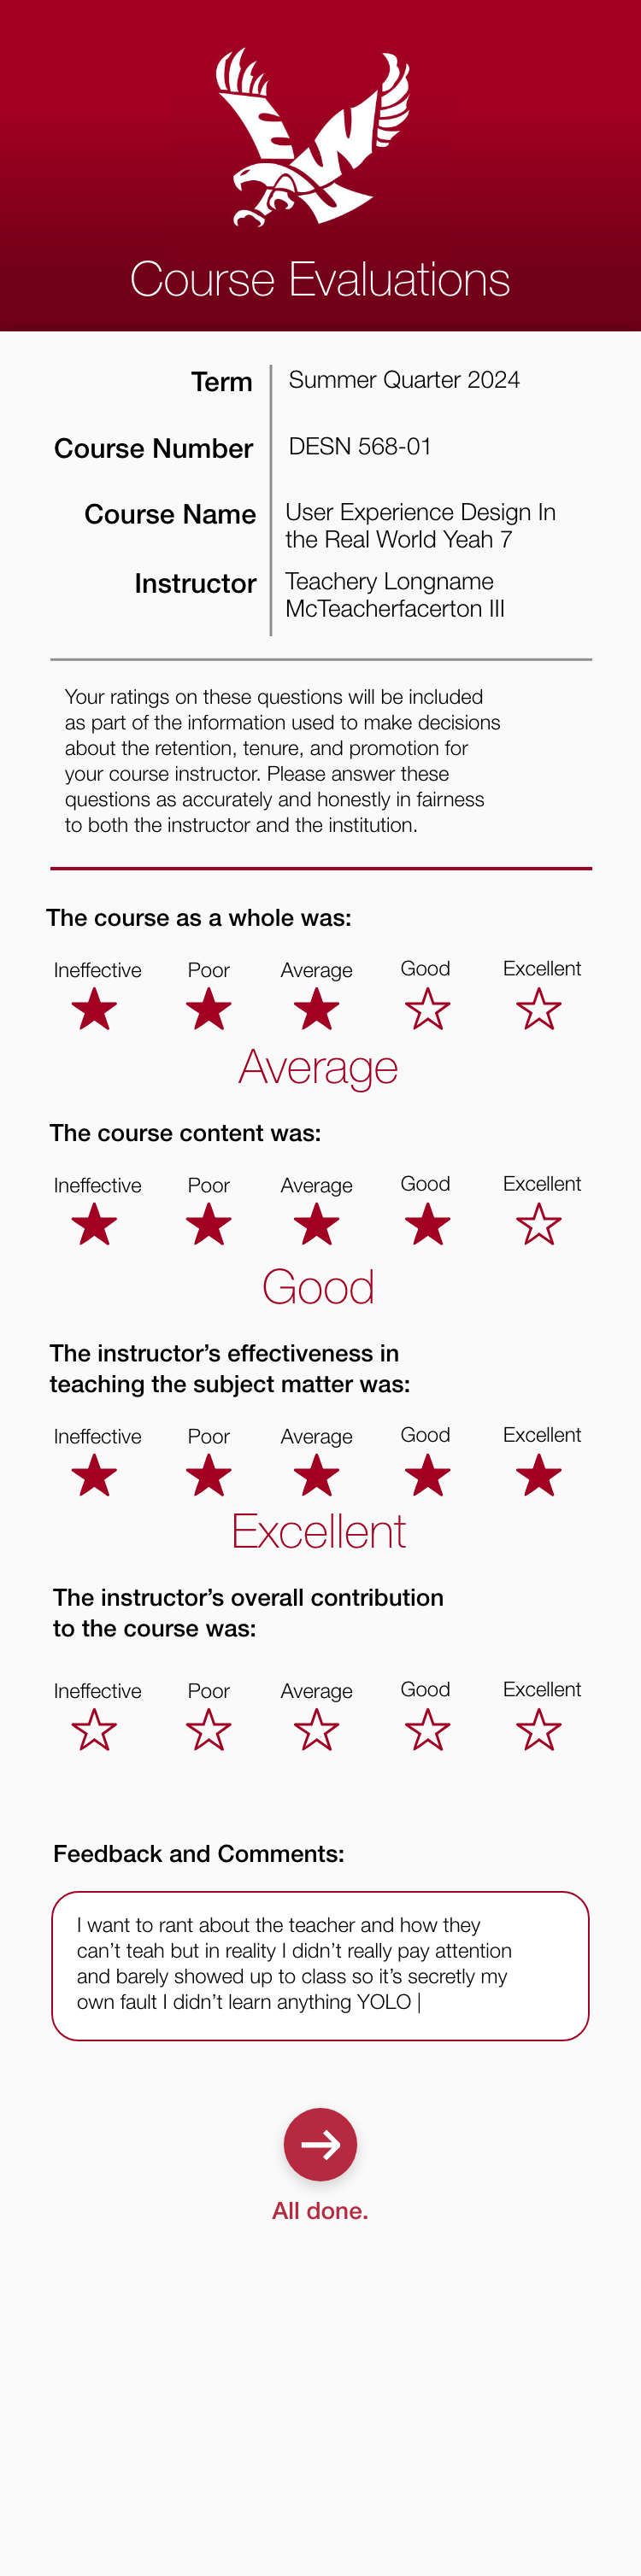 EW
Course Evaluations
Term
Summer Quarter 2024
Course Number
DESN 568-01
Course Name
User Experience Design In
the Real World Yeah 7
Instructor
Teachery Longname
McTeacherfacerton III
Your ratings on these questions will be included
as part of the information used to make decisions
about the retention, tenure, and promotion for
your course instructor. Please answer these
questions as accurately and honestly in fairness
to both the instructor and the institution.
The course as a whole was:
Ineffective Poor Average Good Excellent
Average
The course content was:
Ineffective Poor Average Good Excellent
Good
The instructor’s effectiveness in
teaching the subject matter was:
Ineffective Poor Average Good Excellent
Excellent
The instructor’s overall contribution
to the course was:
Ineffective Poor Average Good Excellent
Feedback and Comments:
I want to rant about the teacher and how they
can’t teah but in reality I didn’t really pay attention
and barely showed up to class so it’s secretly my
own fault I didn’t learn anything YOLO |
All done.